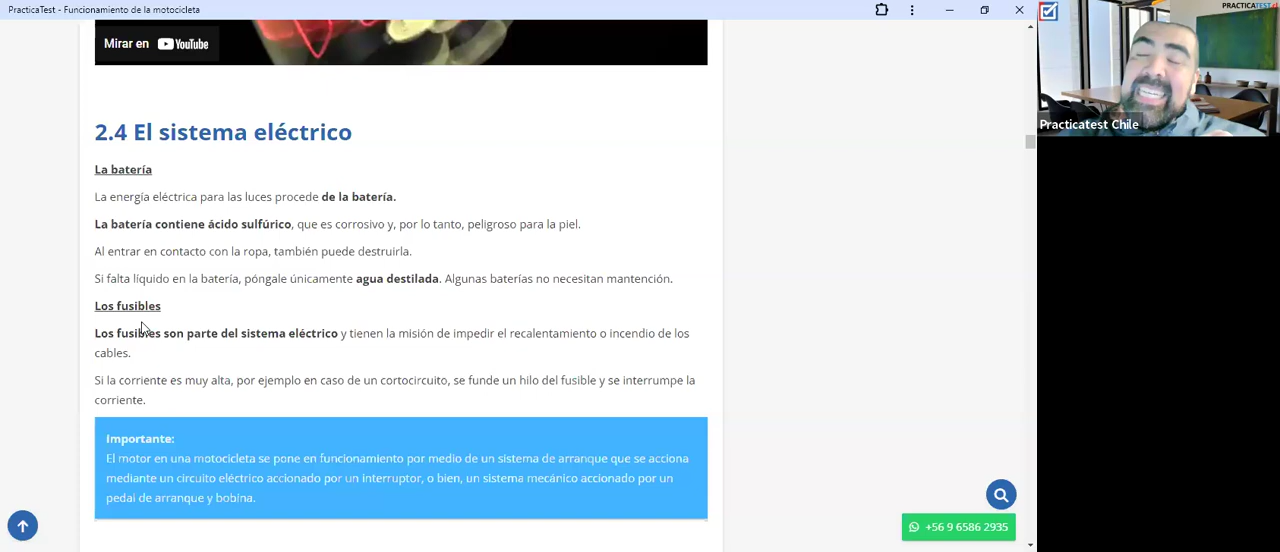 PracticaTest - Funcionamiento de la motocicleta
PRACTICATEST.cl
Mirar en YouTube
Practicatest Chile
2.4 El sistema eléctrico
La batería
La energía eléctrica para las luces procede de la batería.
La batería contiene ácido sulfúrico, que es corrosivo y, por lo tanto, peligroso para la piel.
Al entrar en contacto con la ropa, también puede destruirla.
Si falta líquido en la batería, póngale únicamente agua destilada. Algunas baterías no necesitan mantención.
Los fusibles
Los fusibles son parte del sistema eléctrico y tienen la misión de impedir el recalentamiento o incendio de los
cables.
Si la corriente es muy alta, por ejemplo en caso de un cortocircuito, se funde un hilo del fusible y se interrumpe la
corriente.
Importante:
El motor en una motocicleta se pone en funcionamiento por medio de un sistema de arranque que se acciona
mediante un circuito eléctrico accionado por un interruptor, o bien, un sistema mecánico accionado por un
pedal de arranque y bobina.
+56 9 6586 2935